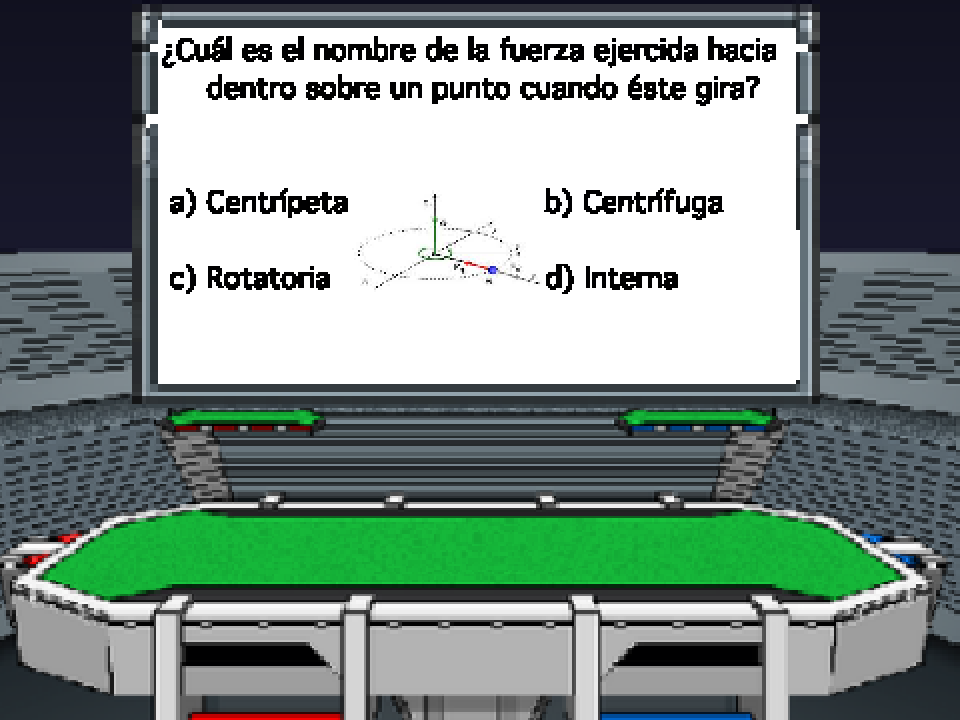 ¿Cuál es el nombre de la fuerza ejercida hacia
dentro sobre un punto cuando éste gira?
a) Centrípeta
b) Centrífuga
c) Rotatoria
d) Interna